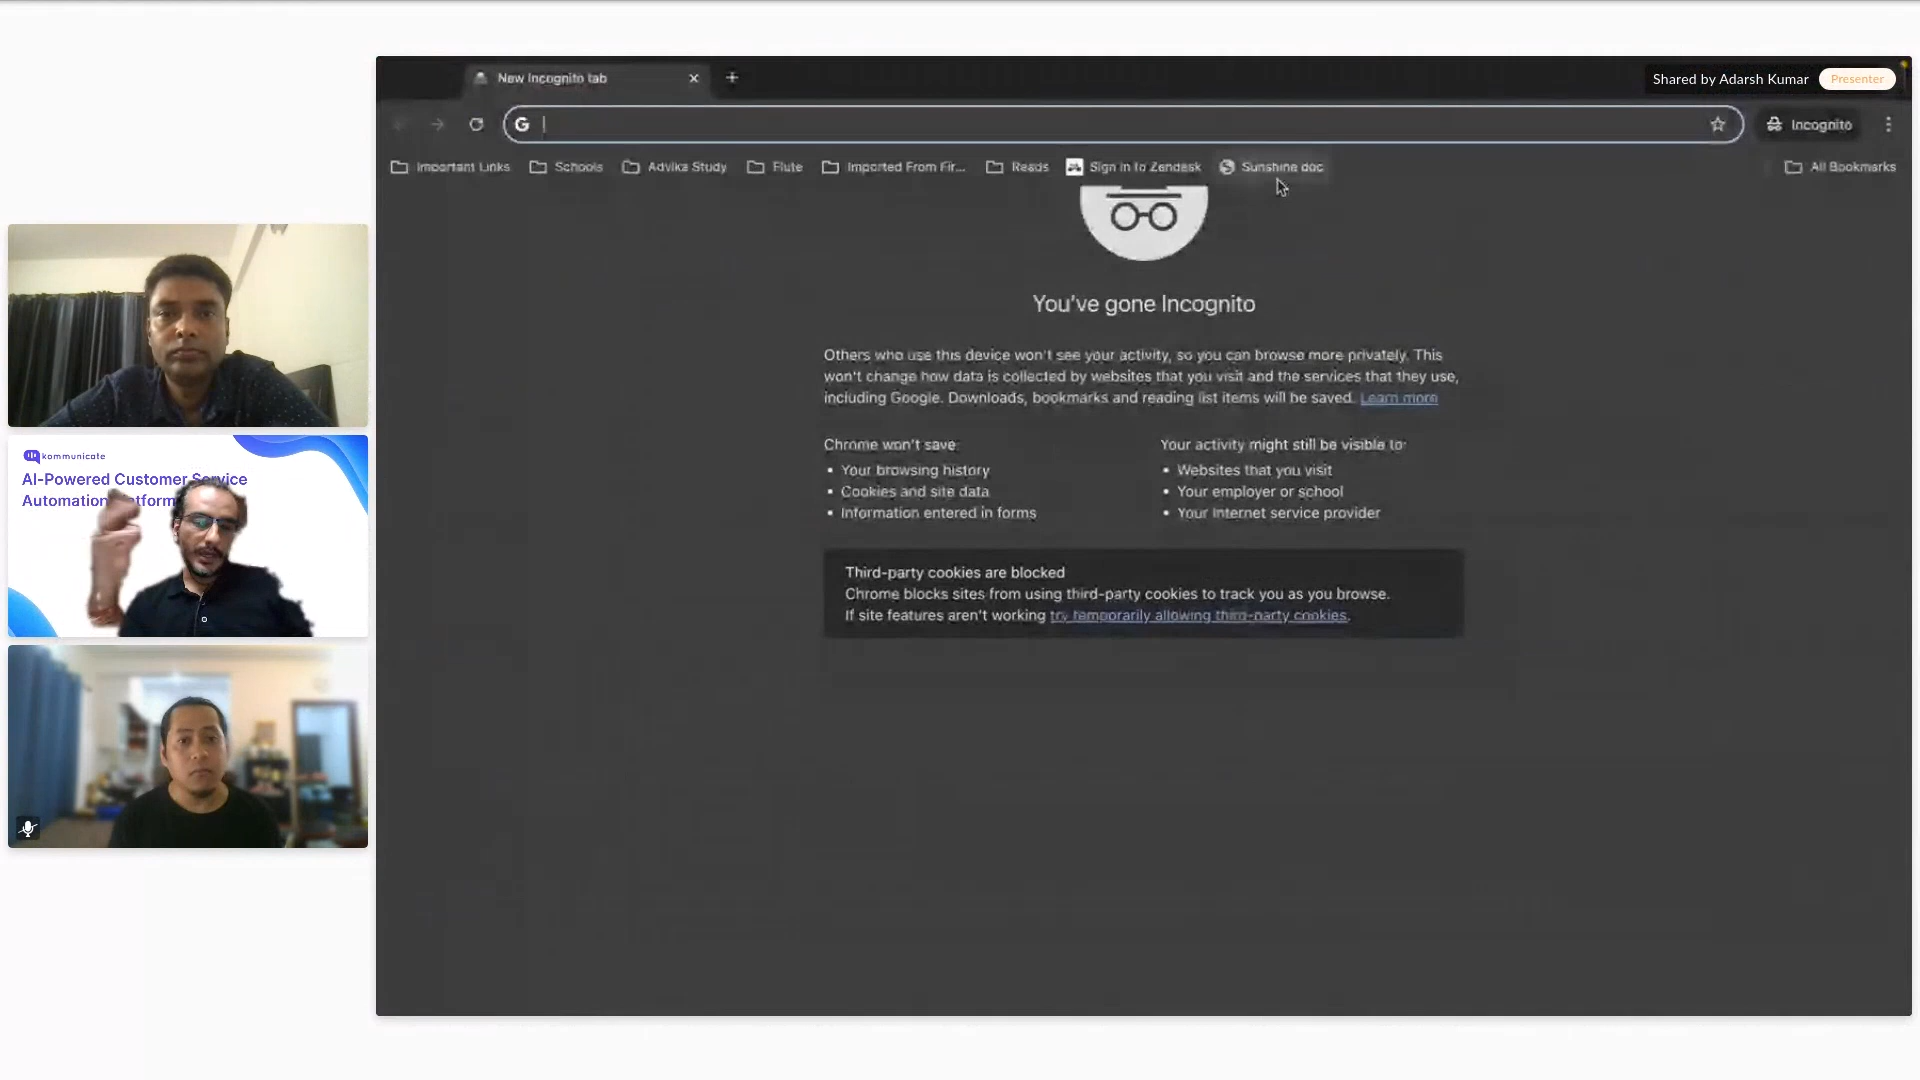 New Incognito tab
Shared by Adarsh Kumar Presenter
G
Incognito
Important Links Schools Advika Study Flute Imported From Fir... Reads Sign in to Zendesk Sunshine doc All Bookmarks
You've gone Incognito
Others who use this device won't see your activity, so you can browse more privately. This
won't change how data is collected by websites that you visit and the services that they use,
including Google. Downloads, bookmarks and reading list items will be saved. Learn more
Chrome won't save:
• Your browsing history
• Cookies and site data
• Information entered in forms
Your activity might still be visible to:
• Websites that you visit
• Your employer or school
• Your Internet service provider
Third-party cookies are blocked
Chrome blocks sites from using third-party cookies to track you as you browse.
If site features aren't working try temporarily allowing third-party cookies.
kommunicate
AI-Powered Customer Service
Automation Platform